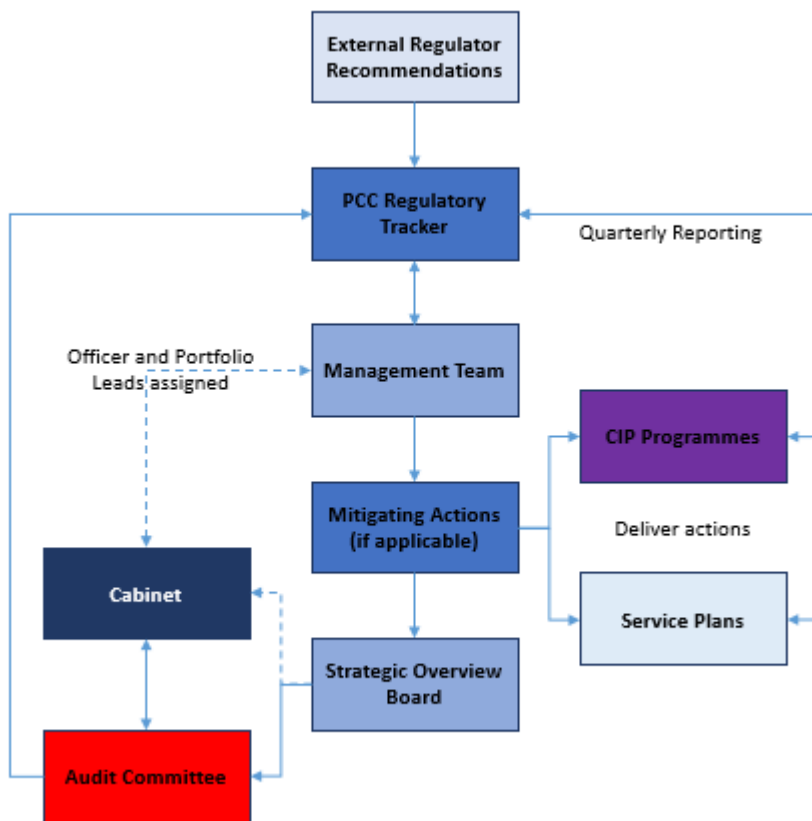 External Regulator
Recommendations
PCC Regulatory
Tracker
Quarterly Reporting
Officer and Portfolio
Leads assigned
Management Team
CIP Programmes
Mitigating Actions
(if applicable)
Deliver actions
Cabinet
Service Plans
Strategic Overview
Board
Audit Committee